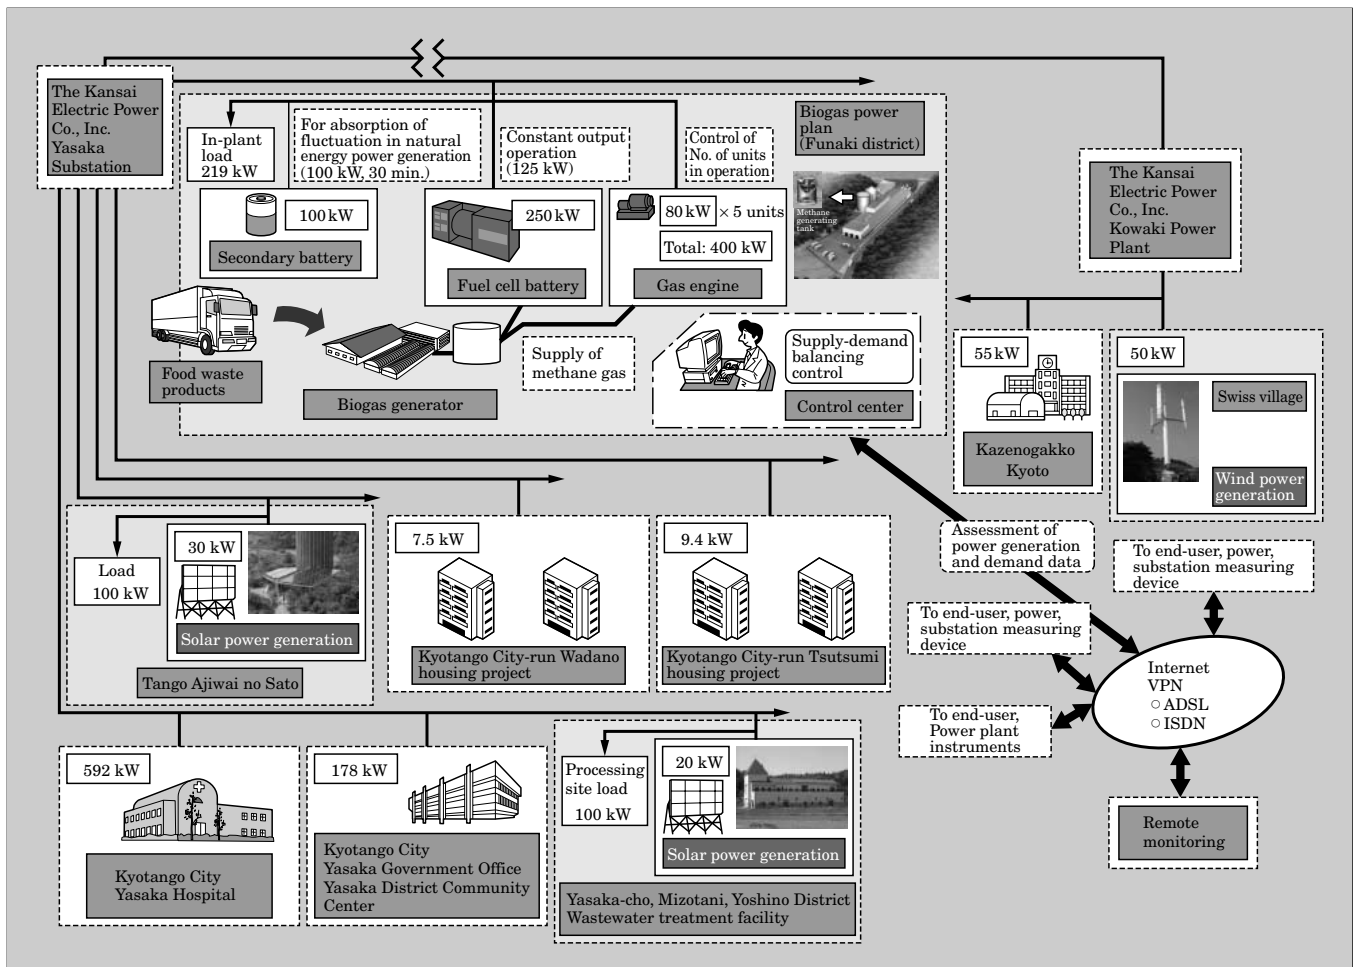 The Kansai
Electric Power
Co., Inc.
Yasaka
Substation
In-plant
load
219 kW
For absorption of
fluctuation in natural
energy power generation
(100 kW, 30 min.)
Constant output
operation
(125 kW)
Control of
No. of units
in operation
Biogas power
plan
(Funaki district)
100 kW
Secondary battery
250 kW
Fuel cell battery
80 kW × 5 units
Total: 400 kW
Gas engine
Methane
generating
tank
The Kansai
Electric Power
Co., Inc.
Kowaki Power
Plant
Food waste
products
Biogas generator
Supply of
methane gas
Supply-demand
balancing
control
Control center
55 kW
Kazenogakko
Kyoto
50 kW
Swiss village
Wind power
generation
Load
100 kW
30 kW
Solar power generation
Tango Ajiwai no Sato
7.5 kW
Kyotango City-run Wadano
housing project
9.4 kW
Kyotango City-run Tsutsumi
housing project
Assessment of
power generation
and demand data
To end-user, power,
substation measuring
device
To end-user, power,
substation measuring
device
To end-user,
Power plant
instruments
Internet
VPN
○ ADSL
○ ISDN
Remote
monitoring
592 kW
Kyotango City
Yasaka Hospital
178 kW
Kyotango City
Yasaka Government Office
Yasaka District Community
Center
Processing
site load
100 kW
20 kW
Solar power generation
Yasaka-cho, Mizotani, Yoshino District
Wastewater treatment facility